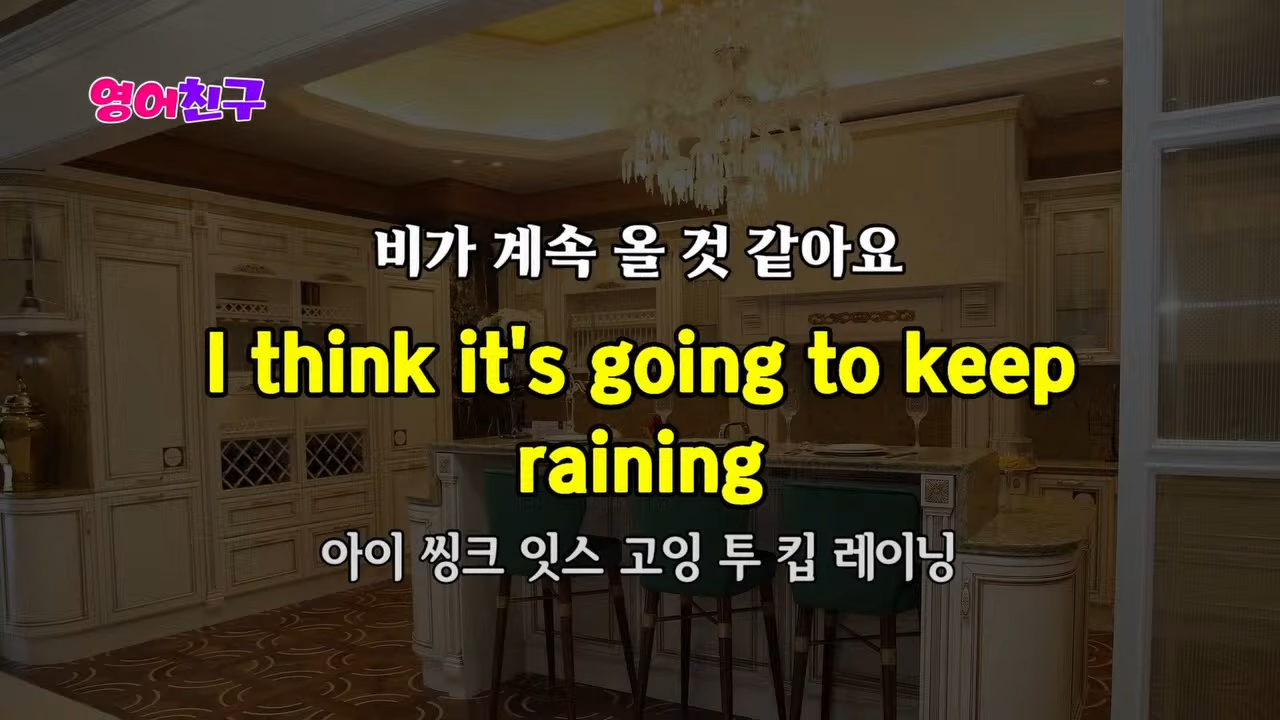 영어친구
비가 계속 올 것 같아요
I think it's going to keep
raining
아이 씽크 잇스 고잉 투 킵 레이닝